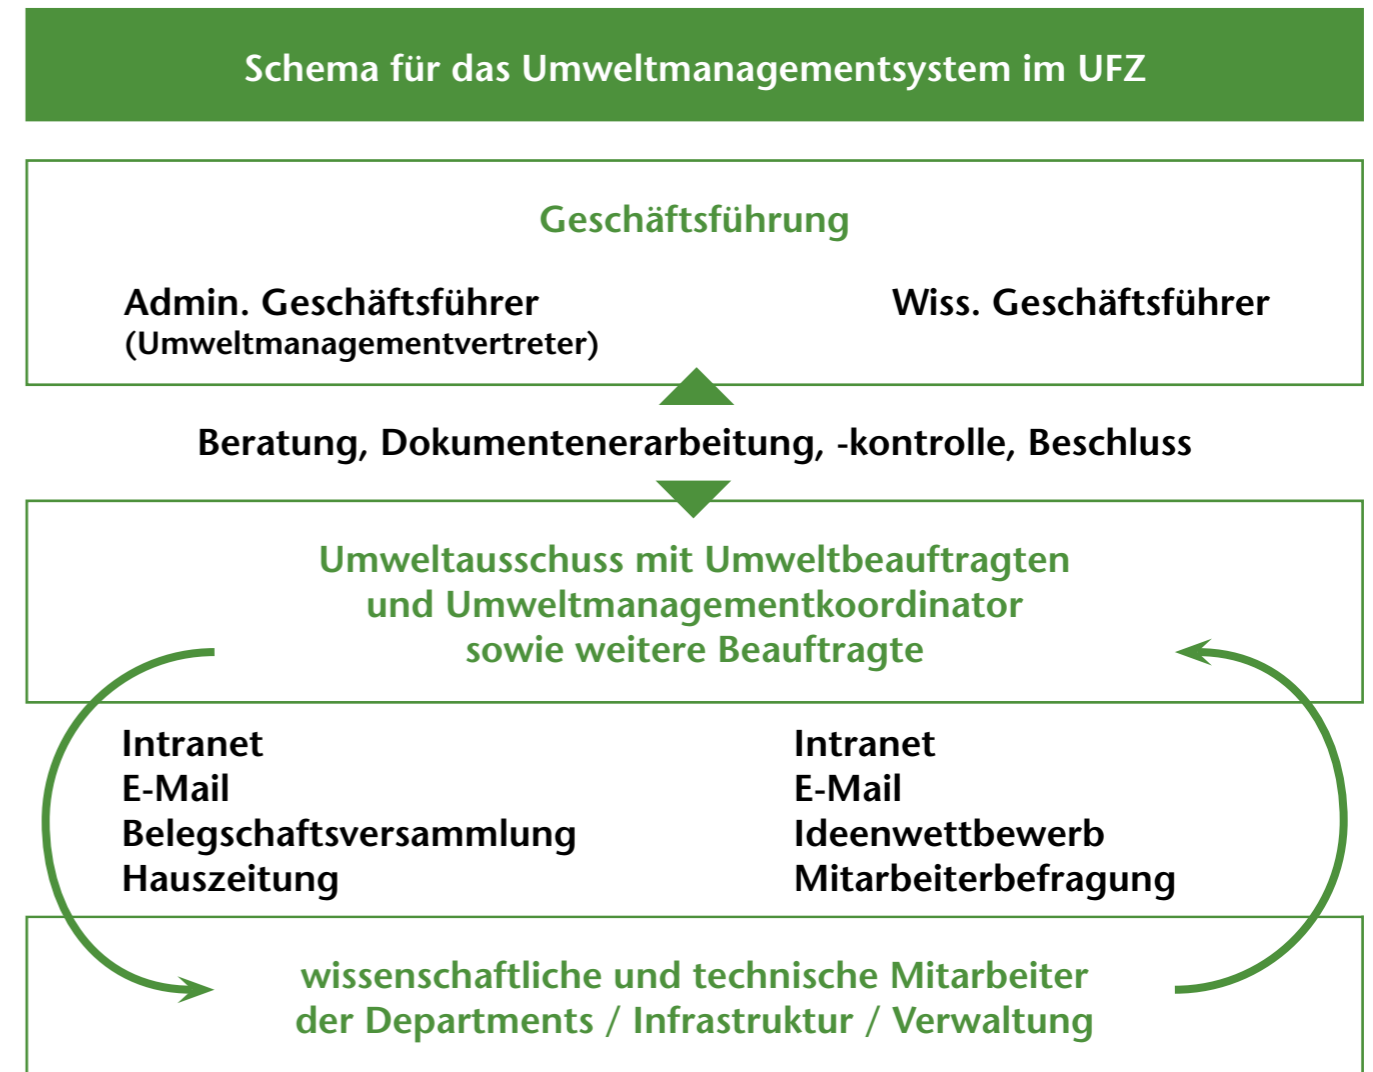 Schema für das Umweltmanagementsystem im UFZ
Geschäftsführung
Admin. Geschäftsführer
(Umweltmanagementvertreter)
Wiss. Geschäftsführer
Beratung, Dokumentenerarbeitung, -kontrolle, Beschluss
Umweltausschuss mit Umweltbeauftragten
und Umweltmanagementkoordinator
sowie weitere Beauftragte
Intranet
E-Mail
Belegschaftsversammlung
Hauszeitung
Intranet
E-Mail
Ideenwettbewerb
Mitarbeiterbefragung
wissenschaftliche und technische Mitarbeiter
der Departments / Infrastruktur / Verwaltung